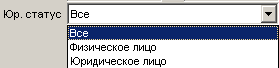 Юр. статус Все
Все
Физическое лицо
Юридическое лицо